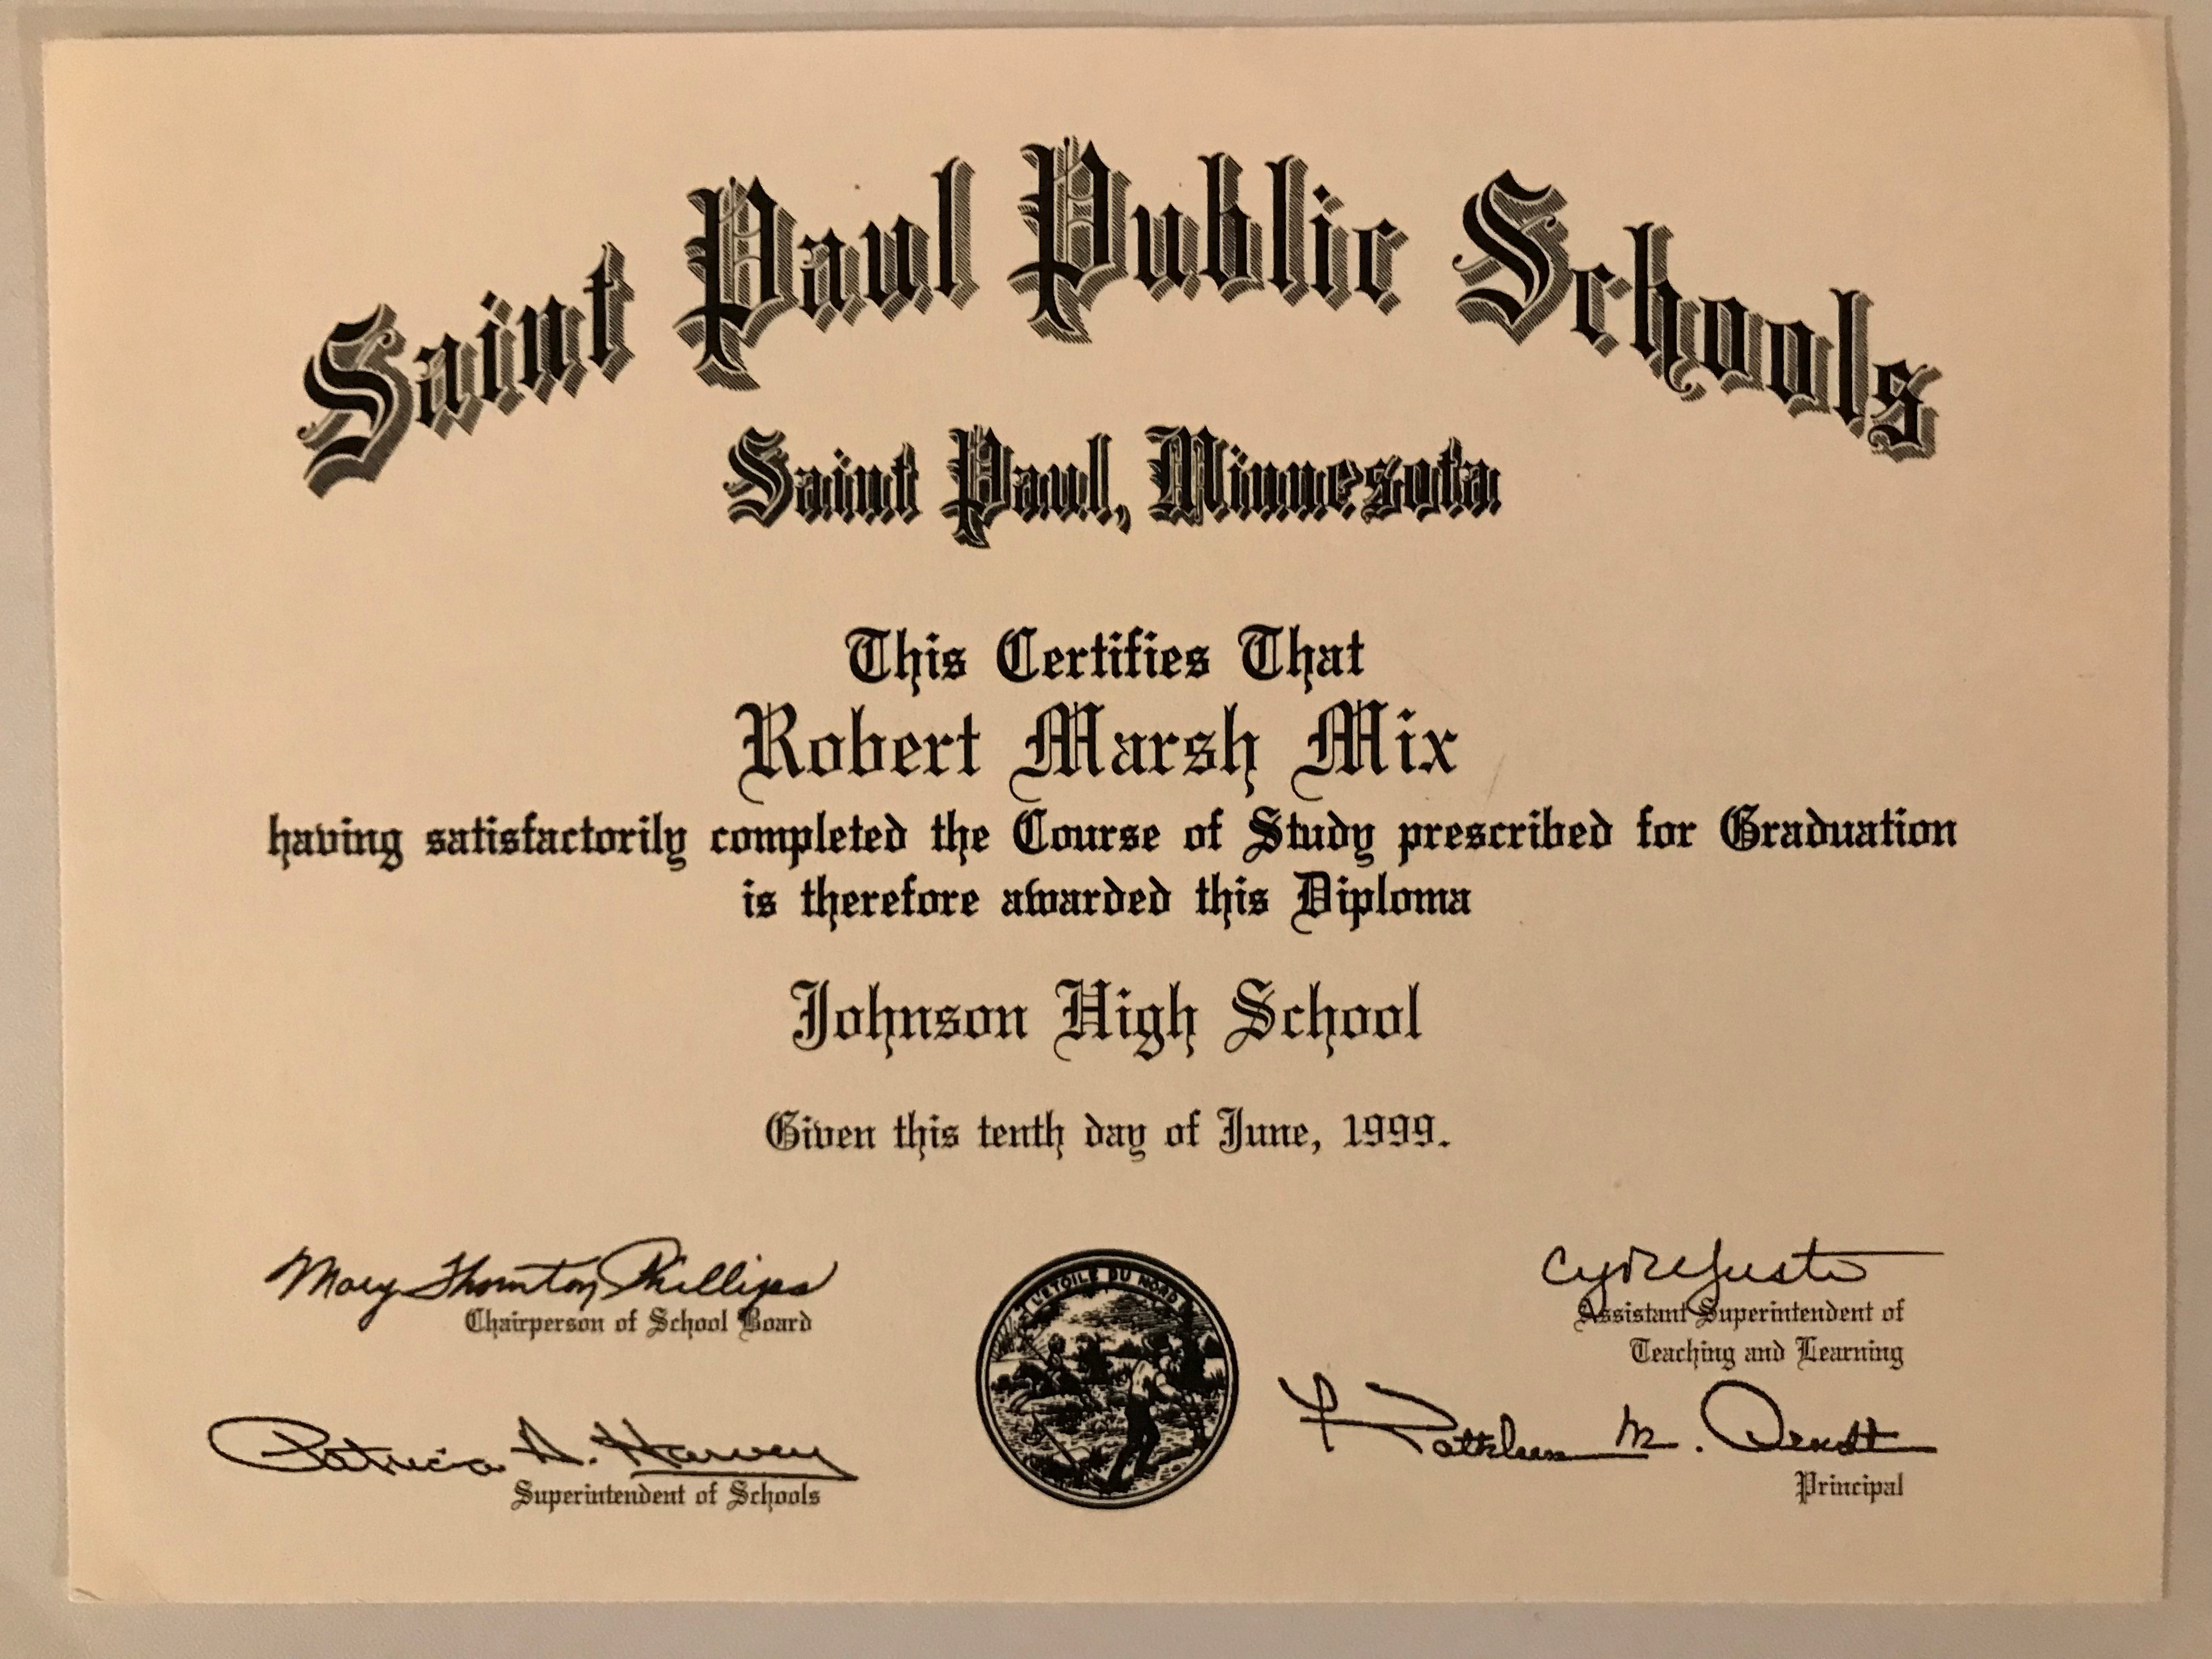 Saint Paul Public Schools
Saint Paul, Minnesota
This Certifies That
Robert Marsh Mix
having satisfactorily completed the Course of Study prescribed for Graduation
is therefore awarded this Diploma
Johnson High School
Given this tenth day of June, 1999.
Mary Thornton Phillips
Chairperson of School Board
Patricia A. Harvey
Superintendent of Schools
L'ETOILE DU NORD
Assistant Superintendent of
Teaching and Learning
Kathleen M.
Principal